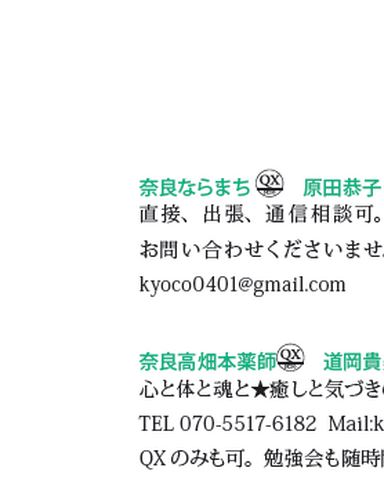 奈良ならまち QX 原田恭子
直接、出張、通信相談可。
お問い合わせくださいませ
kyoco0401@gmail.com
奈良高畑本薬師 QX 道岡貴
心と体と魂と★癒しと気づき
TEL 070-5517-6182 Mail:k
QXのみも可。勉強会も随時